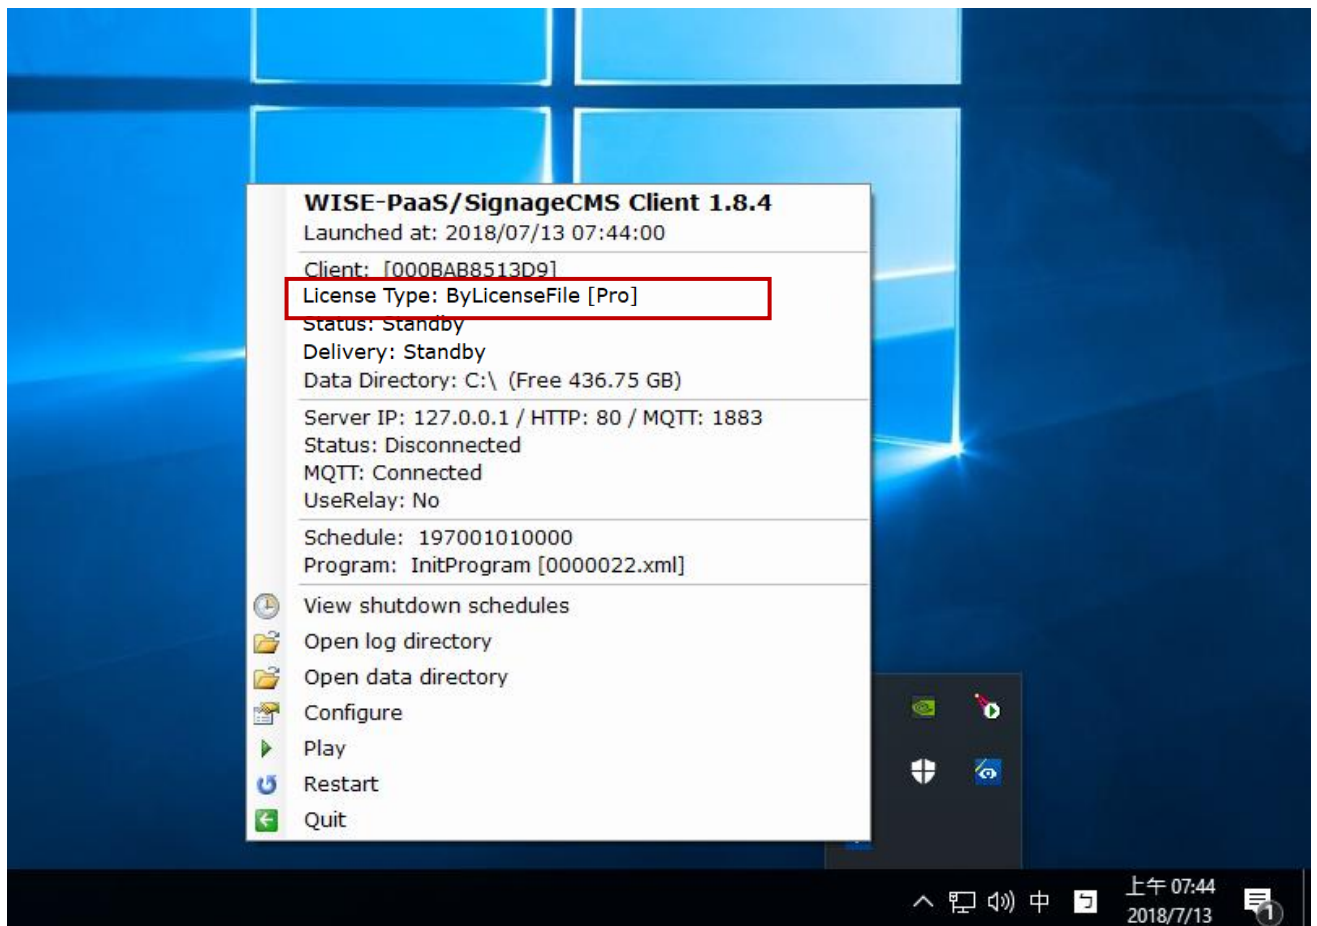 WISE-PaaS/SignageCMS Client 1.8.4
Launched at: 2018/07/13 07:44:00
Client: [000BAB8513D9]
License Type: ByLicenseFile [Pro]
Status: Standby
Delivery: Standby
Data Directory: C:\ (Free 436.75 GB)
Server IP: 127.0.0.1 / HTTP: 80 / MQTT: 1883
Status: Disconnected
MQTT: Connected
UseRelay: No
Schedule: 197001010000
Program: InitProgram [0000022.xml]
View shutdown schedules
Open log directory
Open data directory
Configure
Play
Restart
Quit
中 ㄅ 上午 07:44
2018/7/13 1